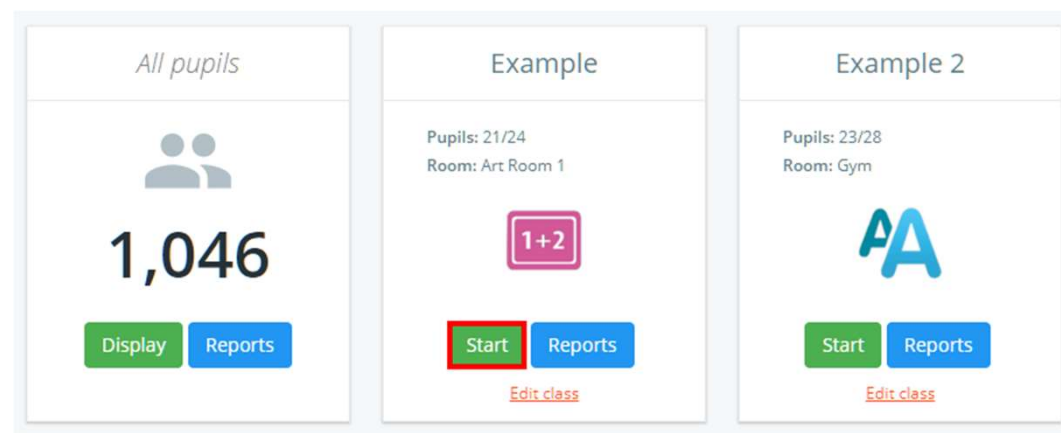 All pupils
1,046
Display Reports
Example
Pupils: 21/24
Room: Art Room 1
1+2
Start Reports
Edit class
Example 2
Pupils: 23/28
Room: Gym
AA
Start Reports
Edit class